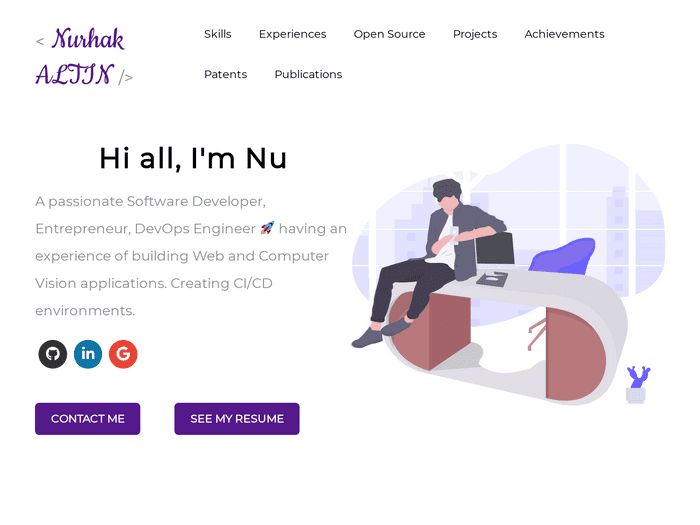 < Nurhak
ALTIN />
Skills Experiences Open Source Projects Achievements
Patents Publications
Hi all, I'm Nu
A passionate Software Developer,
Entrepreneur, DevOps Engineer 🚀 having an
experience of building Web and Computer
Vision applications. Creating CI/CD
environments.
in
G
CONTACT ME SEE MY RESUME